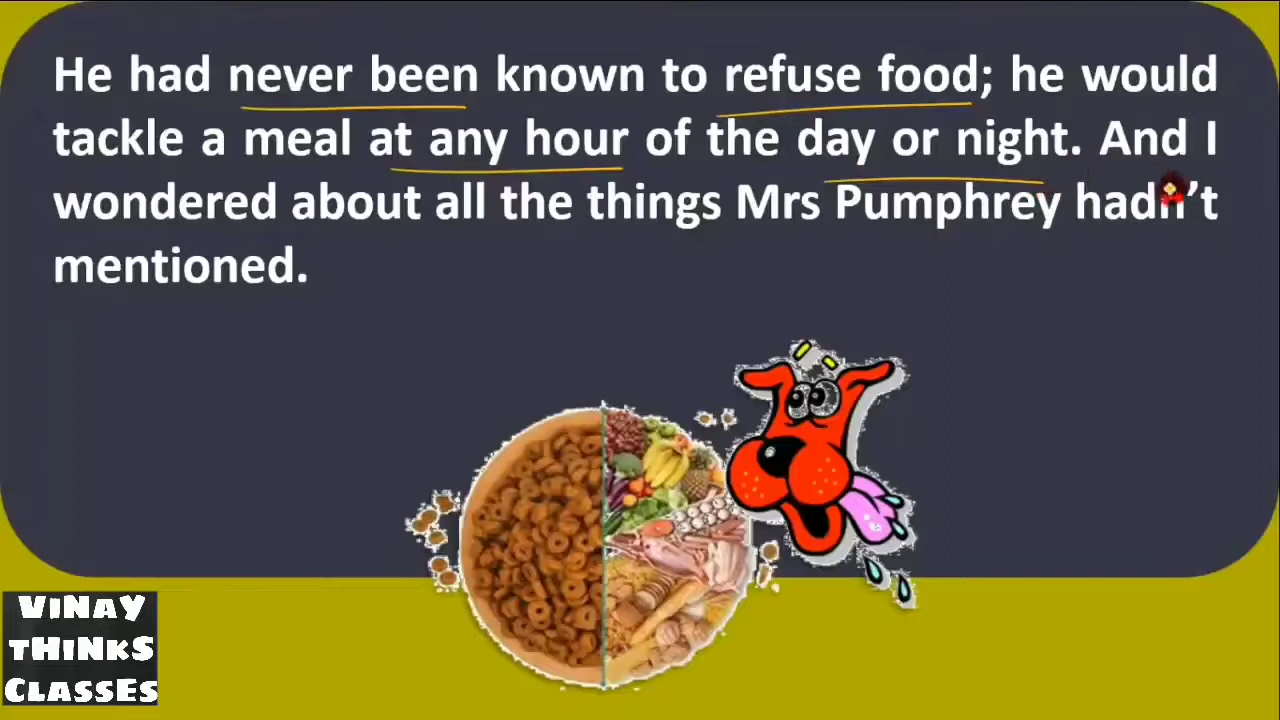 He had never been known to refuse food; he would
tackle a meal at any hour of the day or night. And I
wondered about all the things Mrs Pumphrey hadn't
mentioned.
ViNAY
THiNKS
CLASSES